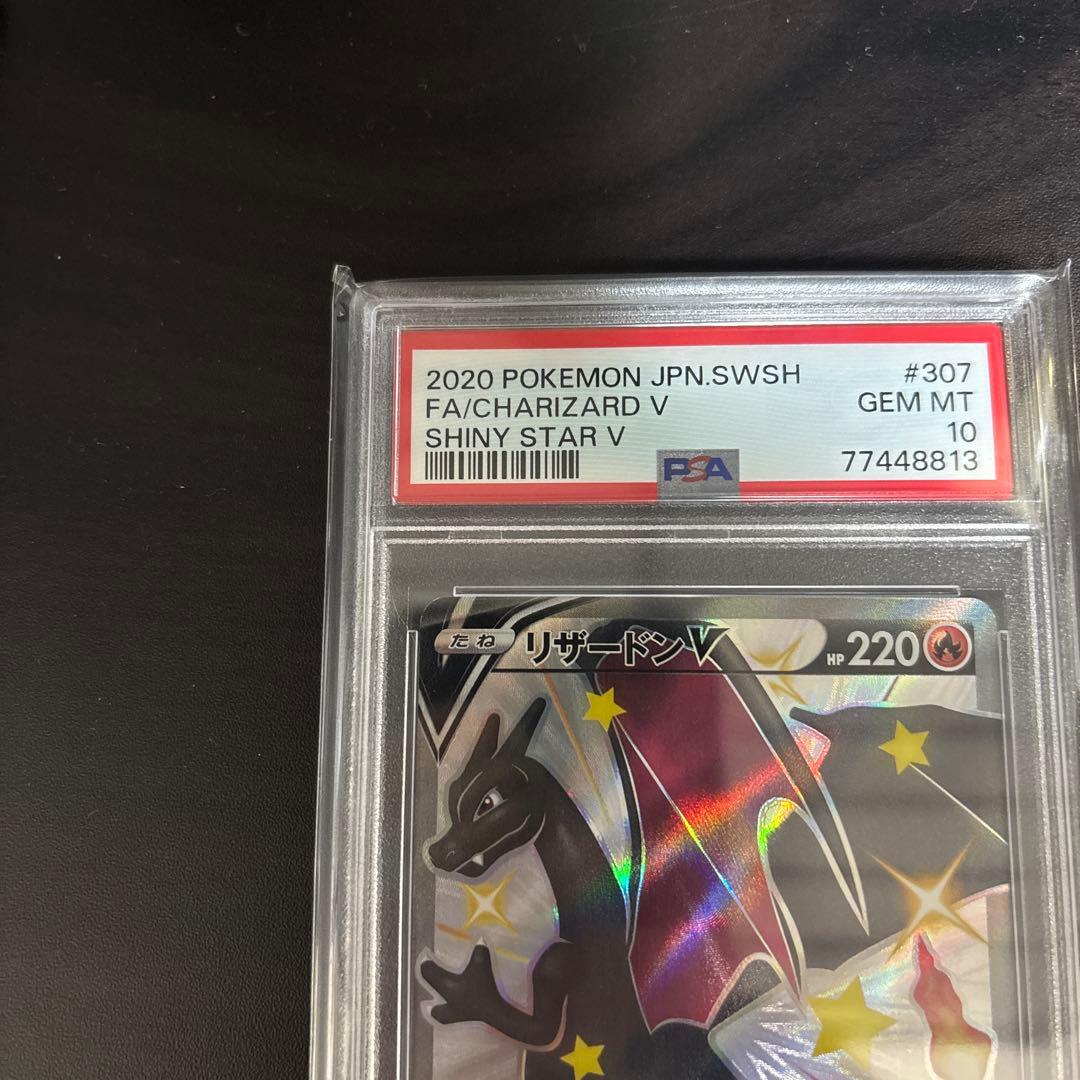 2020 POKEMON JPN.SWSH #307
FA/CHARIZARD V GEM MT
SHINY STAR V 10
PSA 77448813
たね リザードンV HP 220